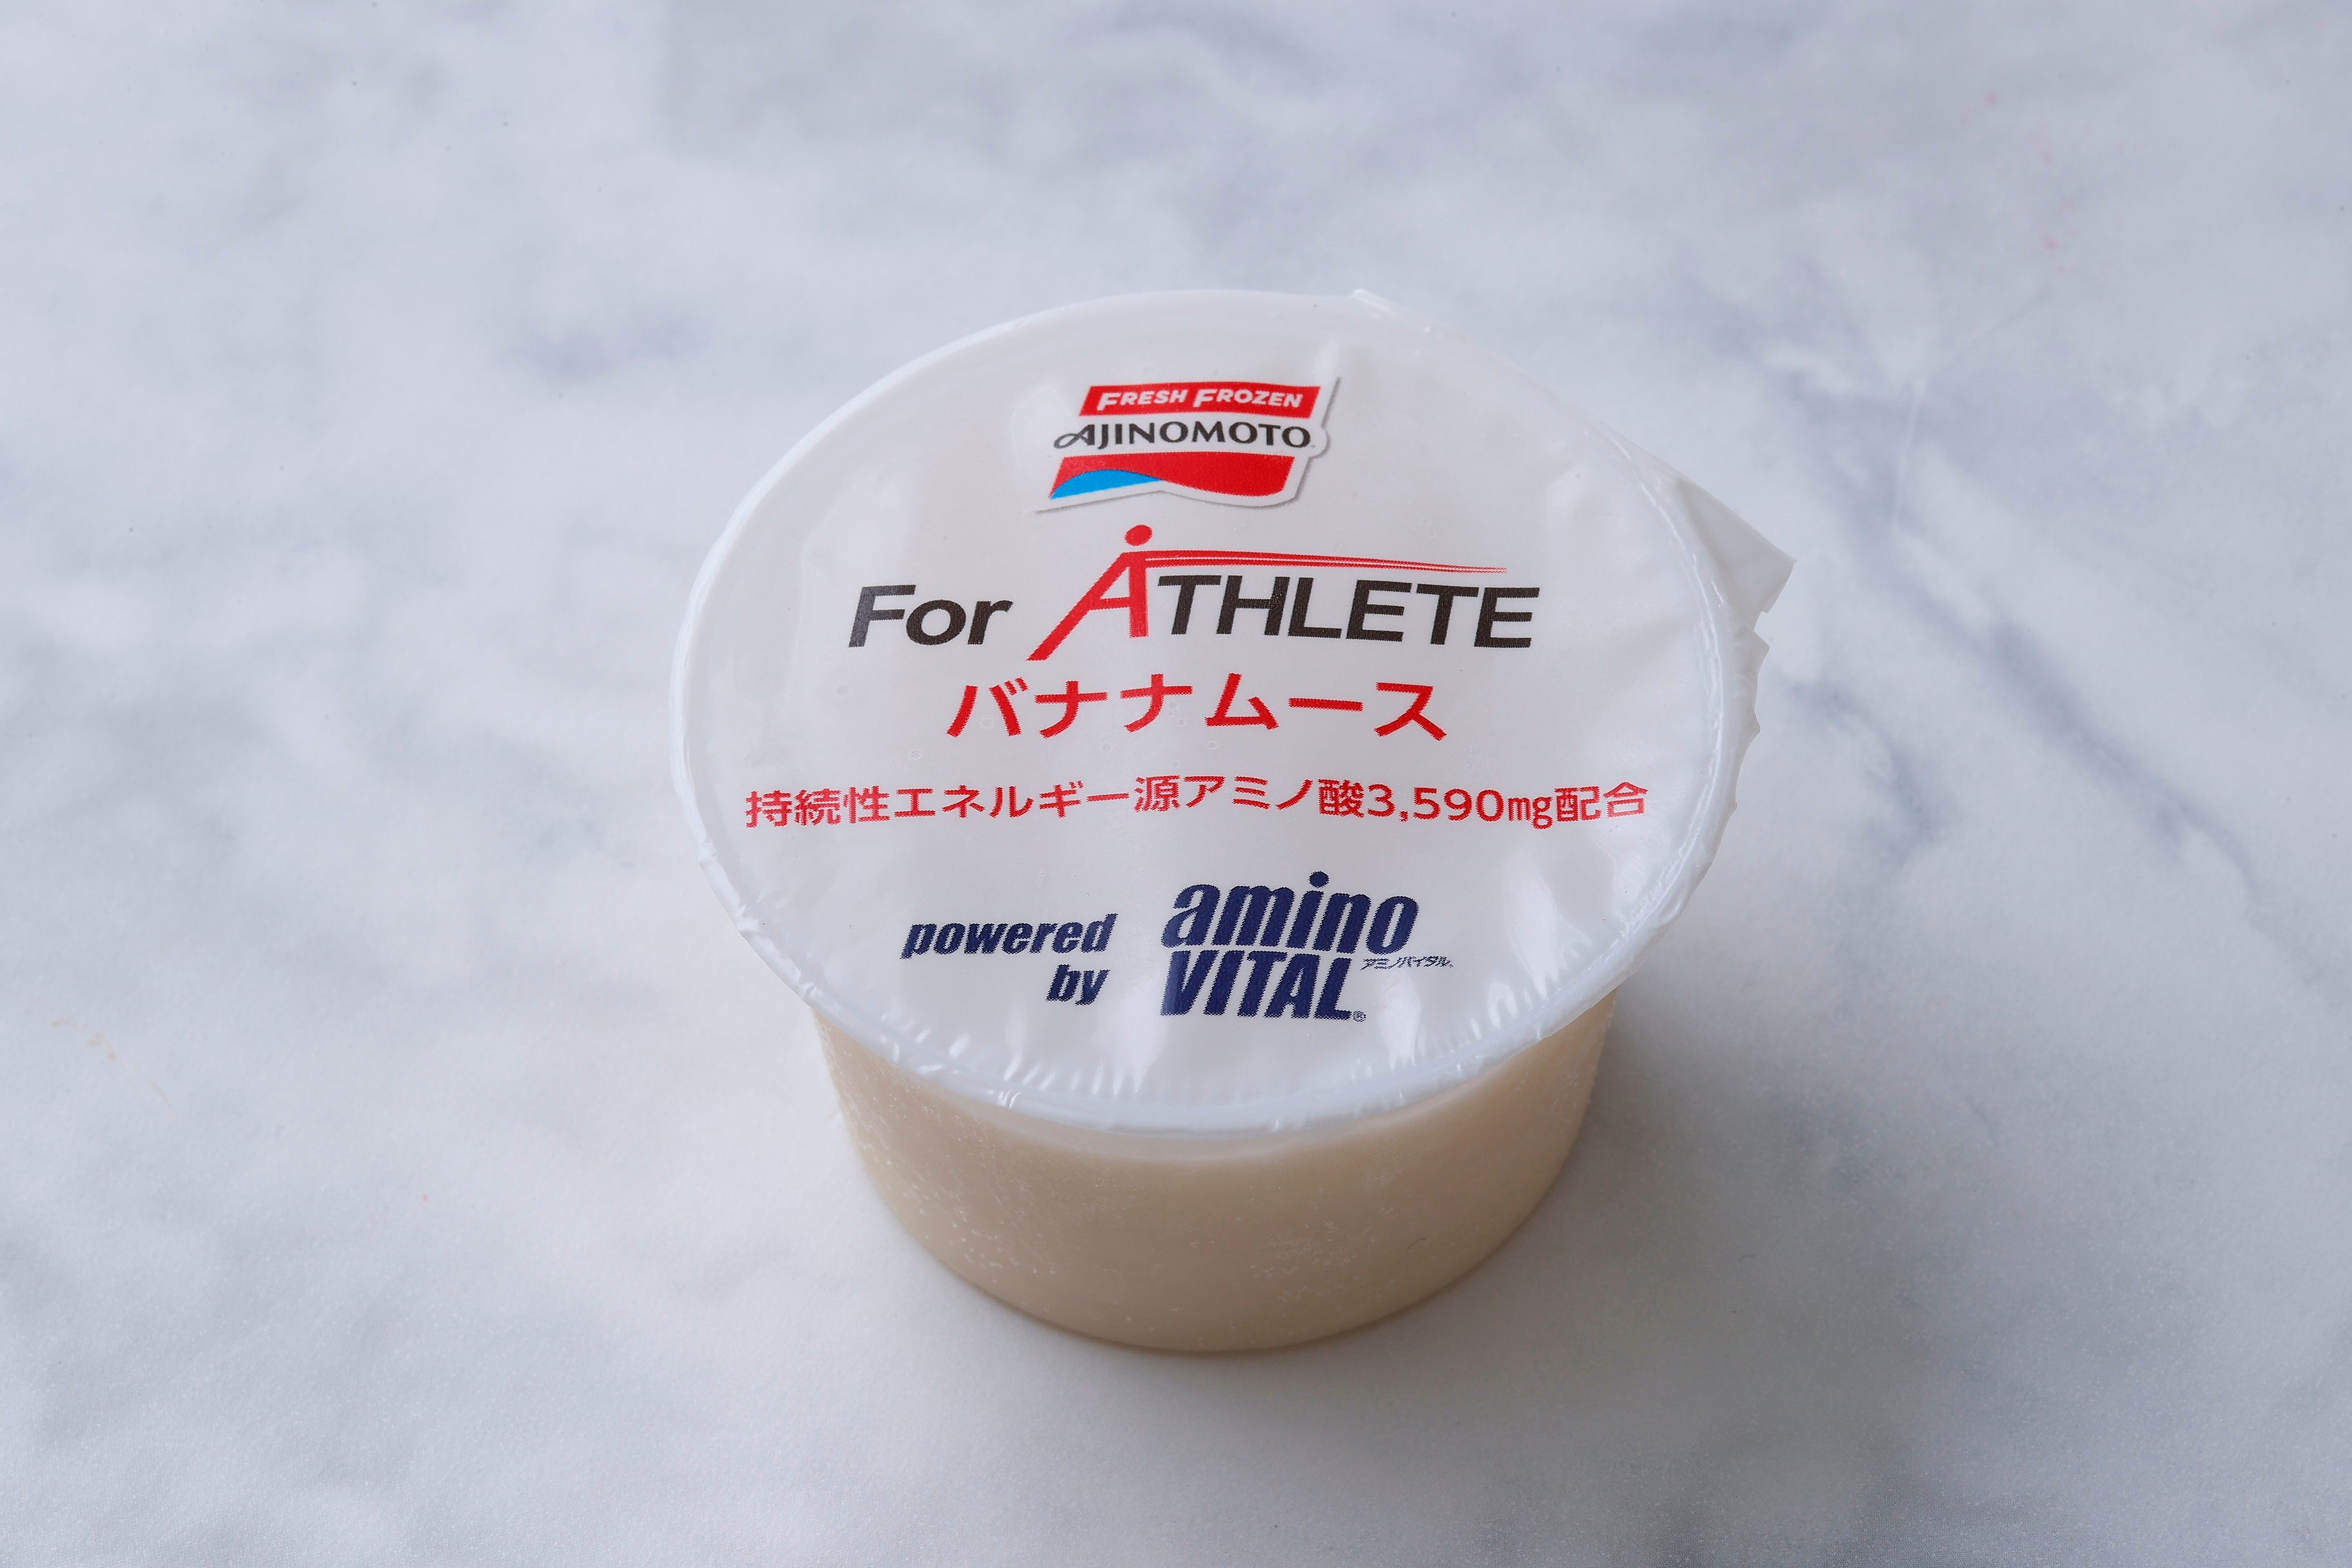 FRESH FROZEN
AJINOMOTO
For ATHLETE
バナナムース
持続性エネルギー源アミノ酸3,590mg配合
powered
by
amino
VITAL®
アミノバイタル®